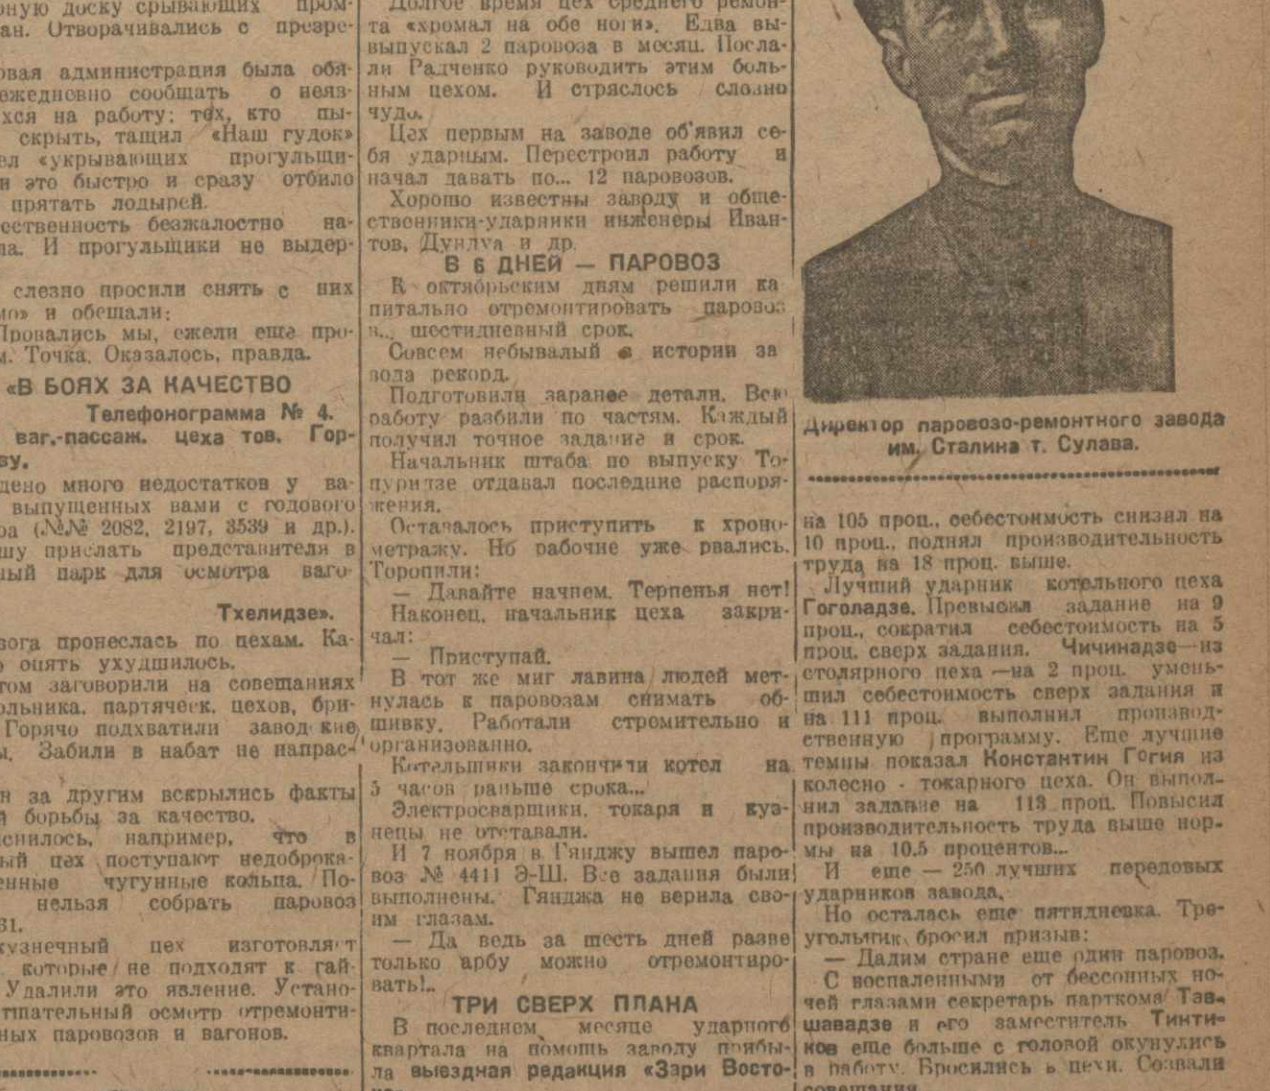 ную доску срывающих пром-
ан. Отворачивались с презре-
овая администрация была обя-
ежедневно сообщать о неяв-
хся на работу; тех, кто пы-
скрыть, тащил «Наш гудок»
ел «укрывающих прогульщи-
и это быстро и сразу отбило
прятать лодырей.
ественность безжалостно на-
ла. И прогульщики не выдер-
слезно просили снять с них
и обещали:
Провались мы, ежели еще про-
м. Точка. Оказалось, правда.
«В БОЯХ ЗА КАЧЕСТВО
Телефонограмма № 4.
ваг.-пассаж. цеха тов. Гор-
ву.
дено много недостатков у ва-
выпущенных вами с годового
ра (№№ 2082, 2197, 3539 и др.).
шу прислать представителя в
ный парк для осмотра ваго-
Тхелидзе».
вога пронеслась по цехам. Ка-
о опять ухудшилось.
том заговорили на совещаниях
ольника, партячеек, цехов, бри-
Горячо подхватили завод-кие
ы. Забили в набат не напрас-
н за другим вскрылись факты
й борьбы за качество.
снилось, например, что в
ый цех поступают недоброка-
енные чугунные кольца. По-
нельзя собрать паровоз
31.
кузнечный цех изготовляет
которые не подходят к гай-
Удалили это явление. Устано-
тщательный осмотр отремонти-
ных паровозов и вагонов.
Долгое время цех среднего ремон-
та «хромал на обе ноги». Едва вы-
выпускал 2 паровоза в месяц. Посла-
ли Радченко руководить этим боль-
ным цехом. И стряслось словно
чудо.
Цех первым на заводе об'явил се-
бя ударным. Перестроил работу и
начал давать по... 12 паровозов.
Хорошо известны заводу и обще-
ственники-ударники инженеры Иван-
тов, Дундуа и др.
В 6 ДНЕЙ — ПАРОВОЗ
К октябрьским дням решили ка
питально отремонтировать паровоз
в... шестидневный срок.
Совсем небывалый в истории за
вода рекорд.
Подготовили заранее детали. Всю
работу разбили по частям. Каждый
получил точное задание и срок.
Начальник штаба по выпуску То-
пуридзе отдавал последние распоря-
жения.
Оставалось приступить к хроно-
метражу. Но рабочие уже рвались.
Торопили:
— Давайте начнем. Терпенья нет!
Наконец, начальник цеха закри-
чал:
— Приступай.
В тот же миг лавина людей мет-
нулась к паровозам снимать об-
шивку. Работали стремительно и
организованно.
Котельшики закончили котел на
5 часов раньше срока...
Электросварщики, токаря и куз-
нецы не отставали.
И 7 ноября в Гянджу вышел паро-
воз № 4411 Э-Ш. Все задания были
выполнены. Гянджа не верила сво-
им глазам.
— Да ведь за шесть дней разве
только арбу можно отремонтиро-
вать!..
ТРИ СВЕРХ ПЛАНА
В последнем месяце ударного
квартала на помощь заводу прибы-
ла выездная редакция «Зари Восто-
Директор паровозо-ремонтного завода
им. Сталина т. Сулава.
на 105 проц., себестоимость снизил на
10 проц., поднял производительность
труда на 18 проц. выше.
Лучший ударник котельного цеха
Гоголадзе. Превысил задание на 9
проц., сократил себестоимость на 5
проц. сверх задания. Чичинадзе—из
столярного цеха —на 2 проц. умень-
шил себестоимость сверх задания и
на 111 проц. выполнил производ-
ственную программу. Еще лучшие
темпы показал Константин Гогия из
колесно - токарного цеха. Он выпол-
нил задание на 113 проц. Повысил
производительность труда выше нор-
мы на 10,5 процентов...
И еще — 250 лучших передовых
ударников завода.
Но осталась еще пятидневка. Тре-
угольник бросил призыв:
— Дадим стране еще один паровоз.
С воспаленными от бессонных но-
чей глазами секретарь парткома Тав-
шавадзе и его заместитель Тинти-
ков еще больше с головой окунулись
в работу. Бросились в цехи. Созвали
совещания.